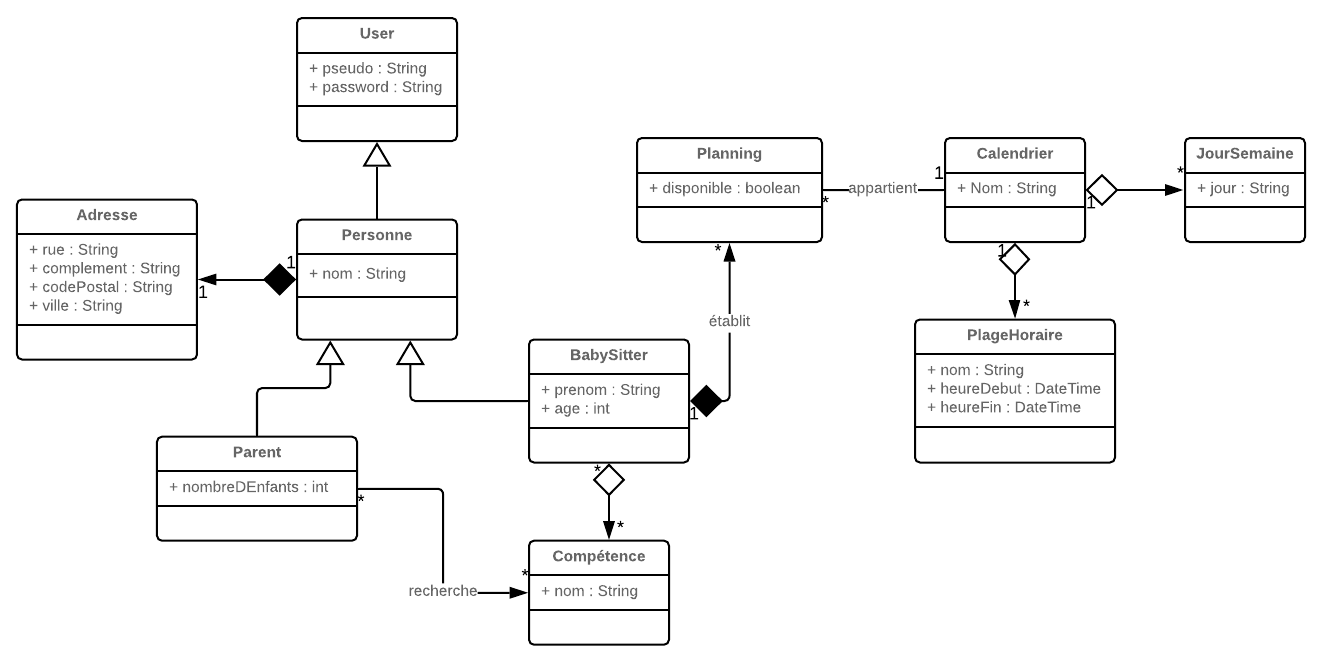 User
+ pseudo : String
+ password : String
Adresse
+ rue : String
+ complement : String
+ codePostal : String
+ ville : String
1
1
Personne
+ nom : String
Planning
+ disponible : boolean
*
appartient
1
Calendrier
+ Nom : String
1
*
JourSemaine
+ jour : String
1
*
PlageHoraire
+ nom : String
+ heureDebut : DateTime
+ heureFin : DateTime
*
établit
1
BabySitter
+ prenom : String
+ age : int
Parent
+ nombreDEnfants : int
*
recherche
*
*
*
Compétence
+ nom : String